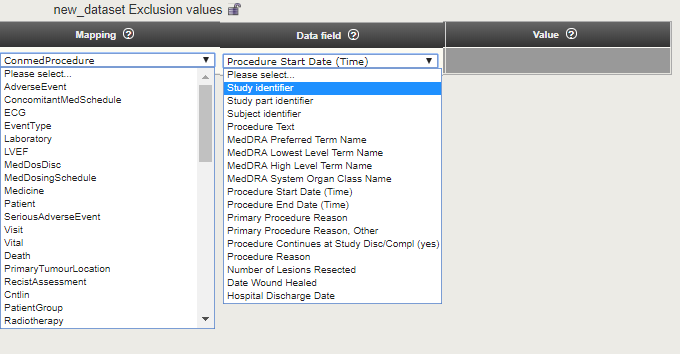 new_dataset Exclusion values
Mapping ?
Data field ?
Value ?
ConmedProcedure
Please select...
AdverseEvent
ConcomitantMedSchedule
ECG
EventType
Laboratory
LVEF
MedDosDisc
MedDosingSchedule
Medicine
Patient
SeriousAdverseEvent
Visit
Vital
Death
PrimaryTumourLocation
RecistAssessment
Cntlin
PatientGroup
Radiotherapy
Procedure Start Date (Time)
Please select...
Study identifier
Study part identifier
Subject identifier
Procedure Text
MedDRA Preferred Term Name
MedDRA Lowest Level Term Name
MedDRA High Level Term Name
MedDRA System Organ Class Name
Procedure Start Date (Time)
Procedure End Date (Time)
Primary Procedure Reason
Primary Procedure Reason, Other
Procedure Continues at Study Disc/Compl (yes)
Procedure Reason
Number of Lesions Resected
Date Wound Healed
Hospital Discharge Date